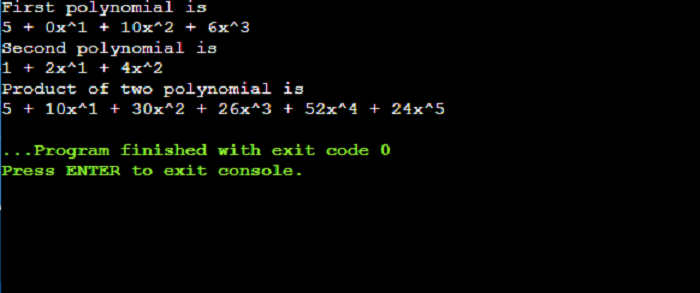 First polynomial is
5 + 0x^1 + 10x^2 + 6x^3
Second polynomial is
1 + 2x^1 + 4x^2
Product of two polynomial is
5 + 10x^1 + 30x^2 + 26x^3 + 52x^4 + 24x^5
...Program finished with exit code 0
Press ENTER to exit console.